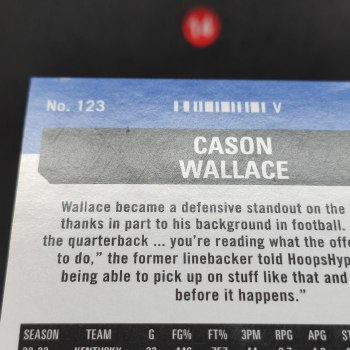 14
No. 123 V
CASON
WALLACE
Wallace became a defensive standout on the
thanks in part to his background in football.
the quarterback ... you're reading what the offe
to do," the former linebacker told HoopsHyp
being able to pick up on stuff like that and
before it happens."
SEASON TEAM G FG% FT% 3PM RPG APG ST
KENTUCKY